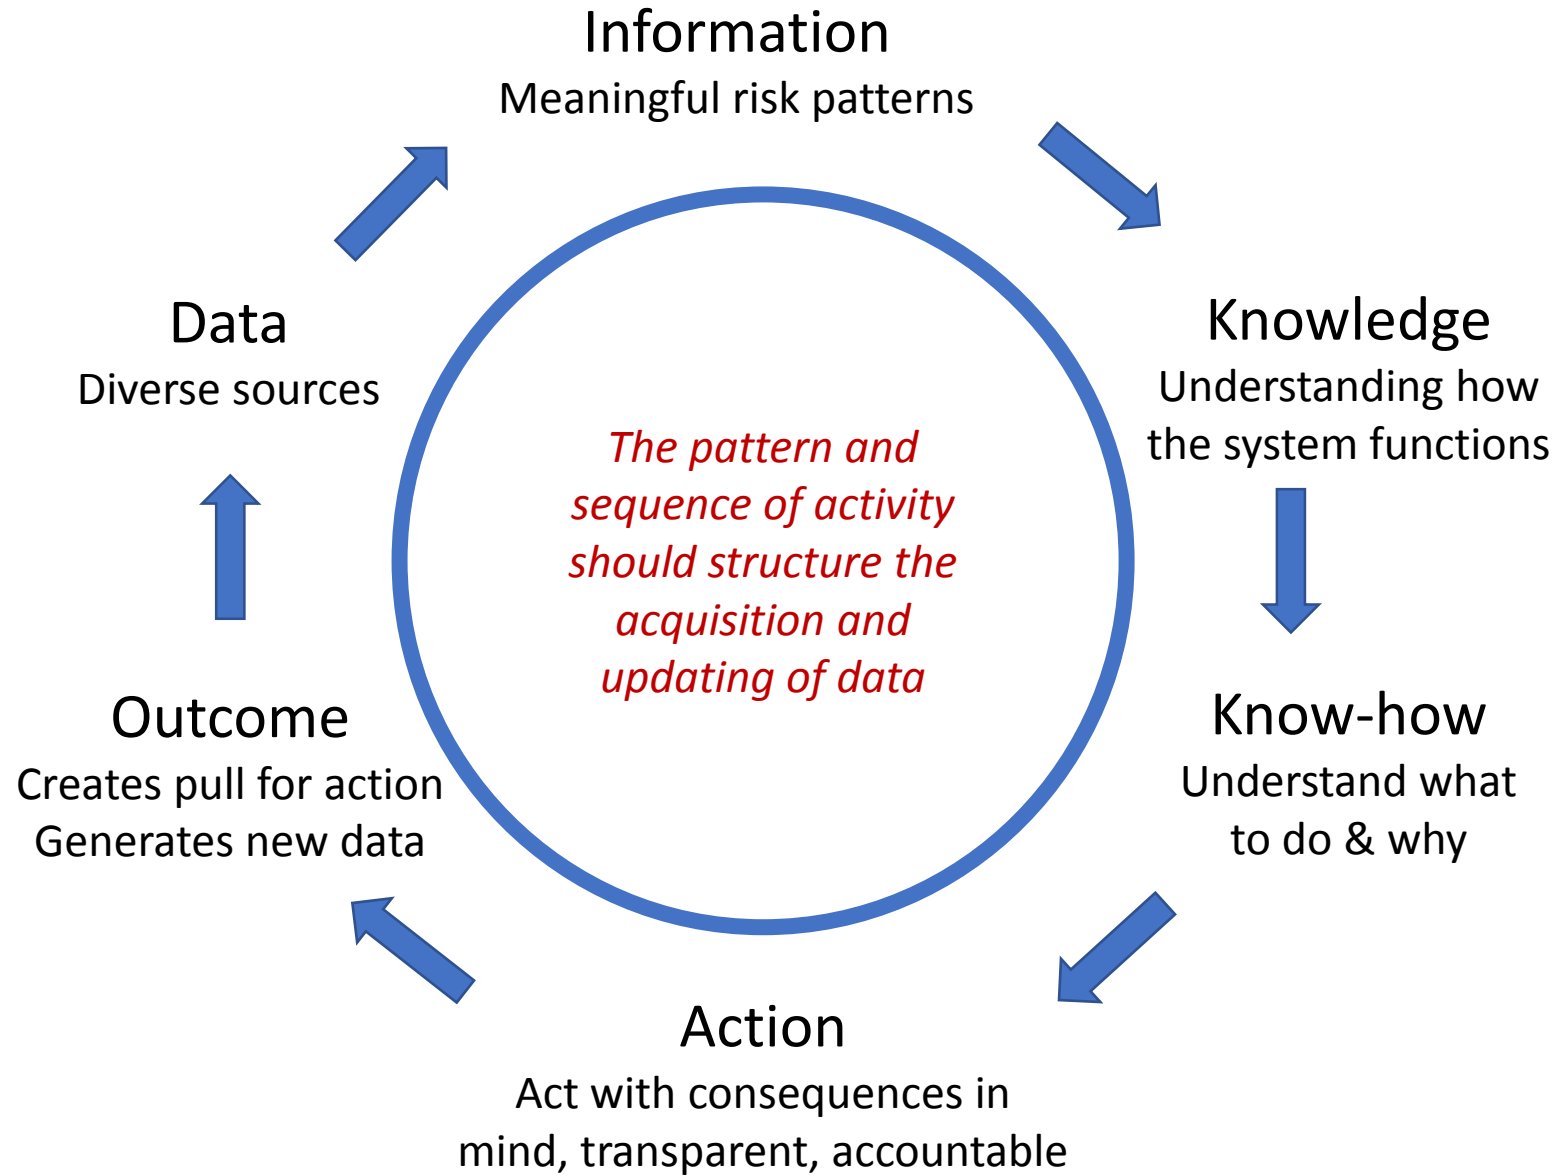 Information
Meaningful risk patterns
Data
Diverse sources
Knowledge
Understanding how
the system functions
The pattern and
sequence of activity
should structure the
acquisition and
updating of data
Outcome
Creates pull for action
Generates new data
Know-how
Understand what
to do & why
Action
Act with consequences in
mind, transparent, accountable